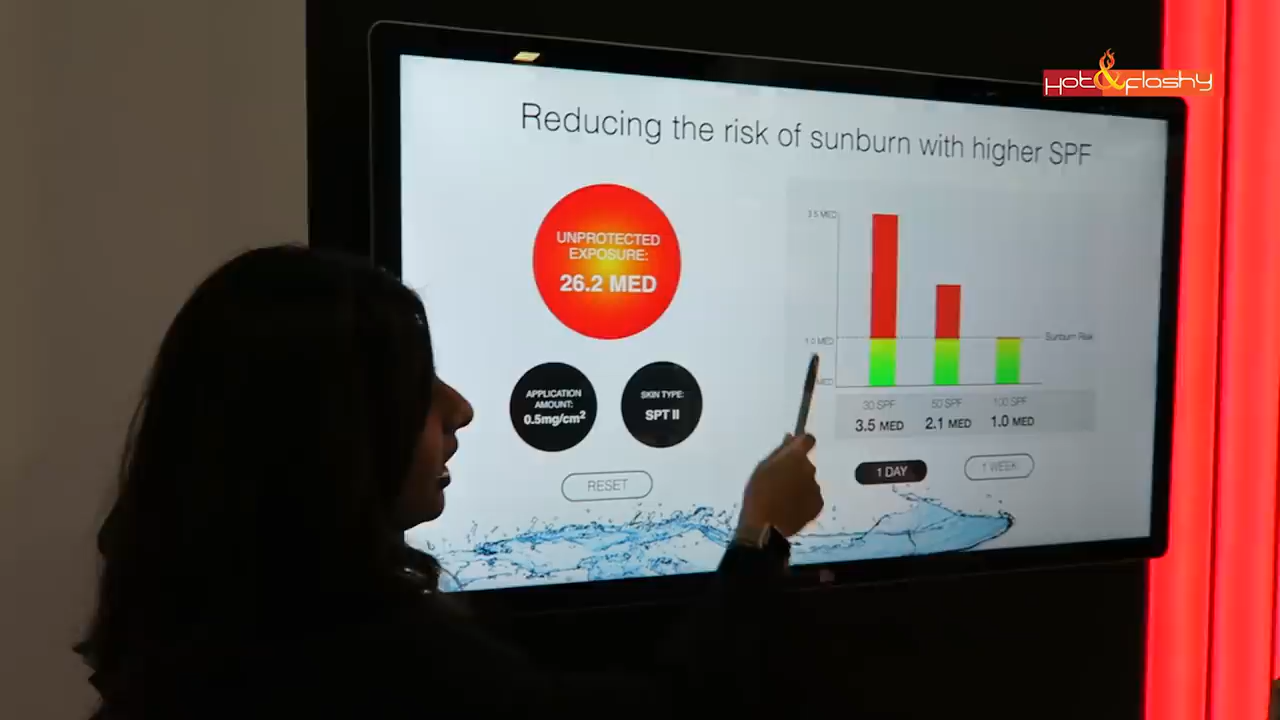 Hot&flashy
Reducing the risk of sunburn with higher SPF
UNPROTECTED
EXPOSURE:
26.2 MED
APPLICATION
AMOUNT:
0.5mg/cm²
SKIN TYPE:
SPT II
RESET
3.5 MED
1.0 MED
MED
Sunburn Risk
30 SPF 50 SPF 100 SPF
3.5 MED 2.1 MED 1.0 MED
1 DAY 1 WEEK